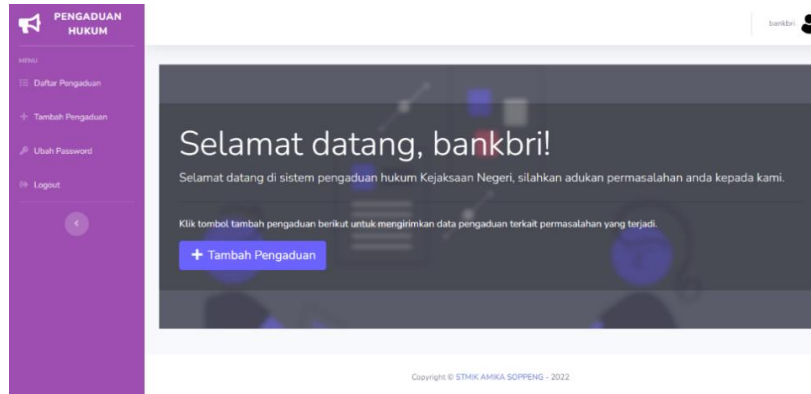 PENGADUAN
HUKUM
bankbri
MENU
Daftar Pengaduan
Tambah Pengaduan
Ubah Password
Logout
Selamat datang, bankbri!
Selamat datang di sistem pengaduan hukum Kejaksaan Negeri, silahkan adukan permasalahan anda kepada kami.
Klik tombol tambah pengaduan berikut untuk mengirimkan data pengaduan terkait permasalahan yang terjadi.
+ Tambah Pengaduan
Copyright © STMIK AMIKA SOPPENG - 2022